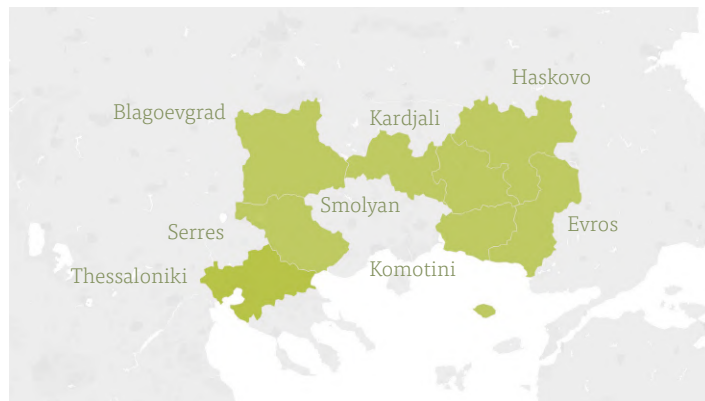 Haskovo
Blagoevgrad
Kardjali
Smolyan
Serres
Evros
Komotini
Thessaloniki